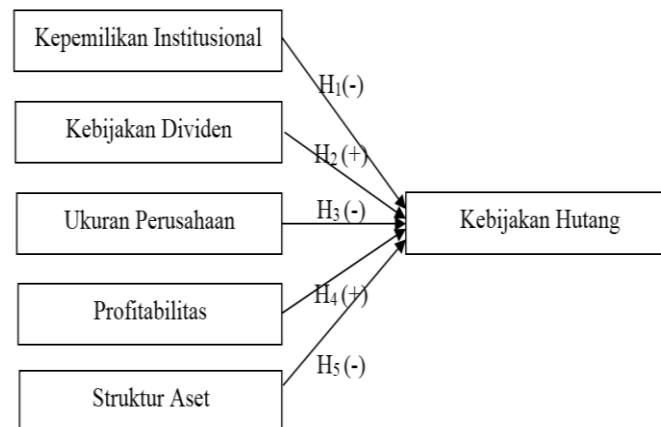 Kepemilikan Institusional
H₁(-)
Kebijakan Dividen
H₂(+)
Ukuran Perusahaan
H₃(-)
Kebijakan Hutang
Profitabilitas
H₄(+)
H₅(-)
Struktur Aset